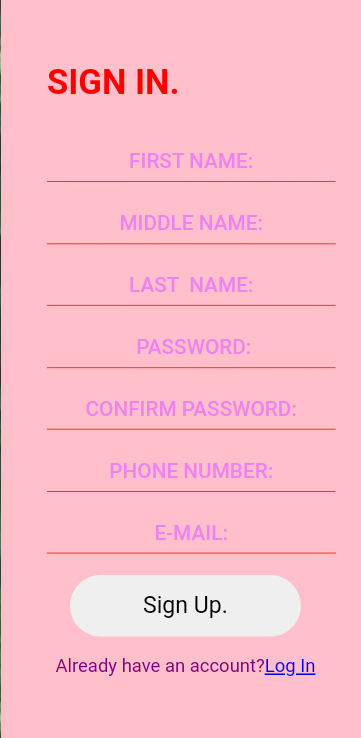 SIGN IN.
FIRST NAME:
MIDDLE NAME:
LAST  NAME:
PASSWORD:
CONFIRM PASSWORD:
PHONE NUMBER:
E-MAIL:
Sign Up.
Already have an account?Log In